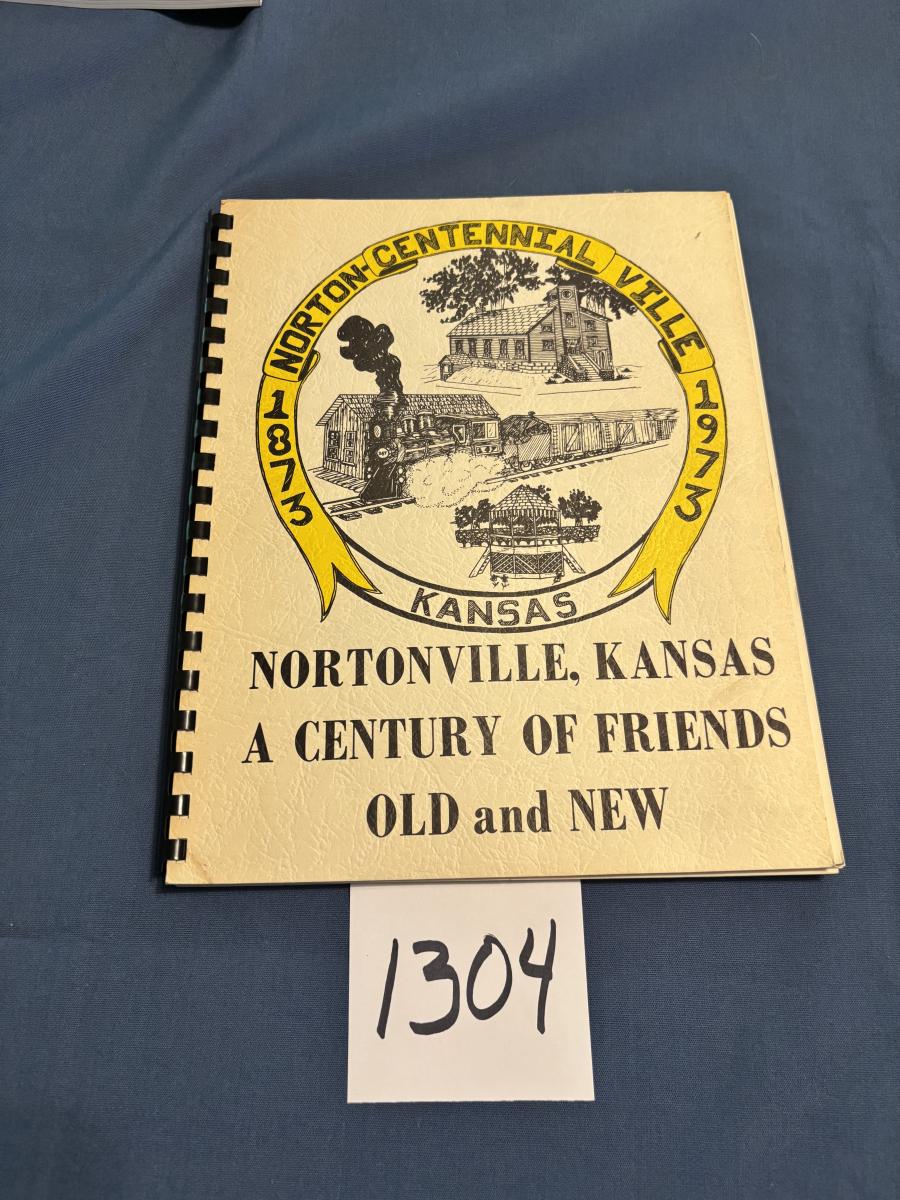 NORTON-CENTENNIAL VILLE
1873
1973
KANSAS
NORTONVILLE, KANSAS
A CENTURY OF FRIENDS
OLD and NEW
1304